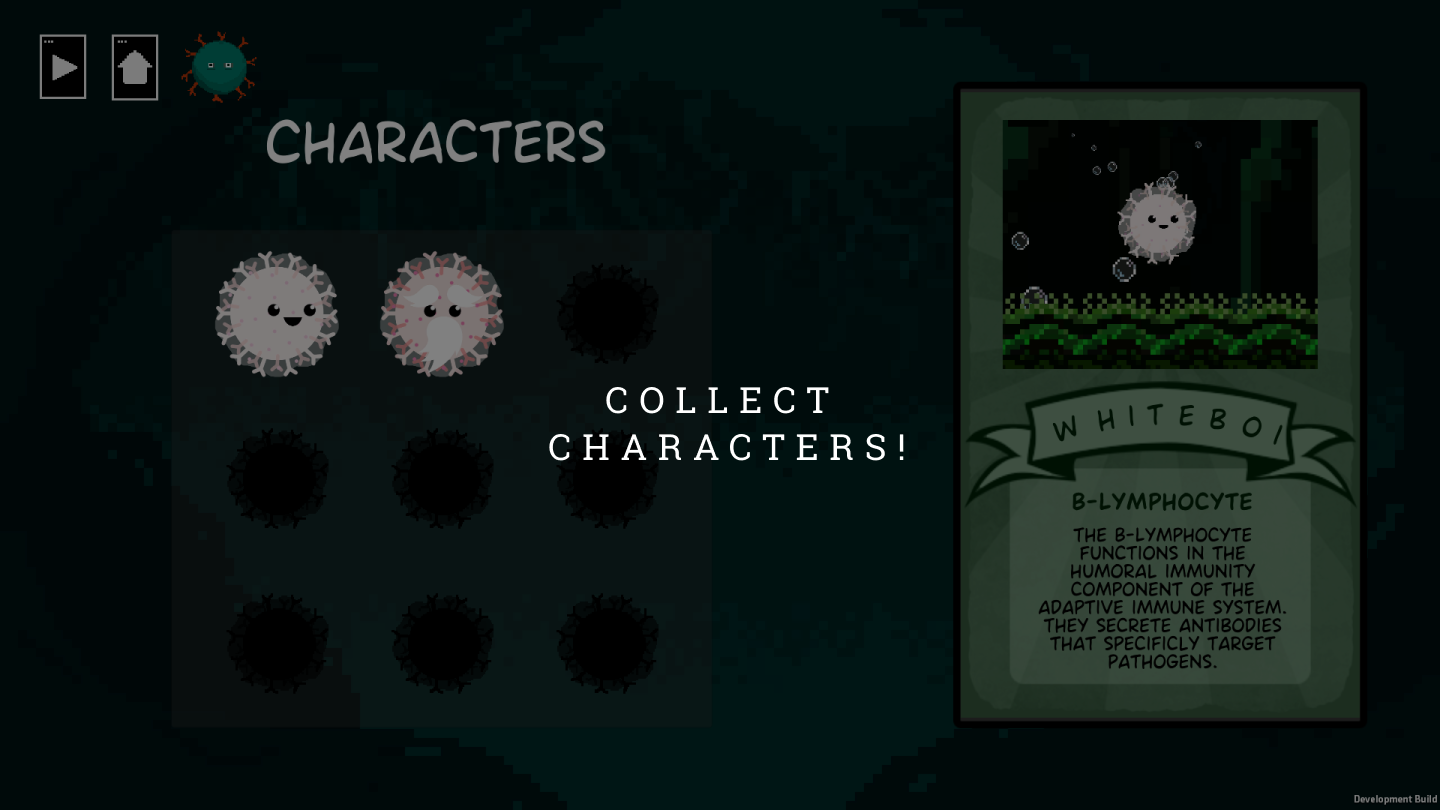 CHARACTERS
COLLECT
CHARACTERS!
WHITEBOI
B-LYMPHOCYTE
THE B-LYMPHOCYTE
FUNCTIONS IN THE
HUMORAL IMMUNITY
COMPONENT OF THE
ADAPTIVE IMMUNE SYSTEM.
THEY SECRETE ANTIBODIES
THAT SPECIFICLY TARGET
PATHOGENS.
Development Build